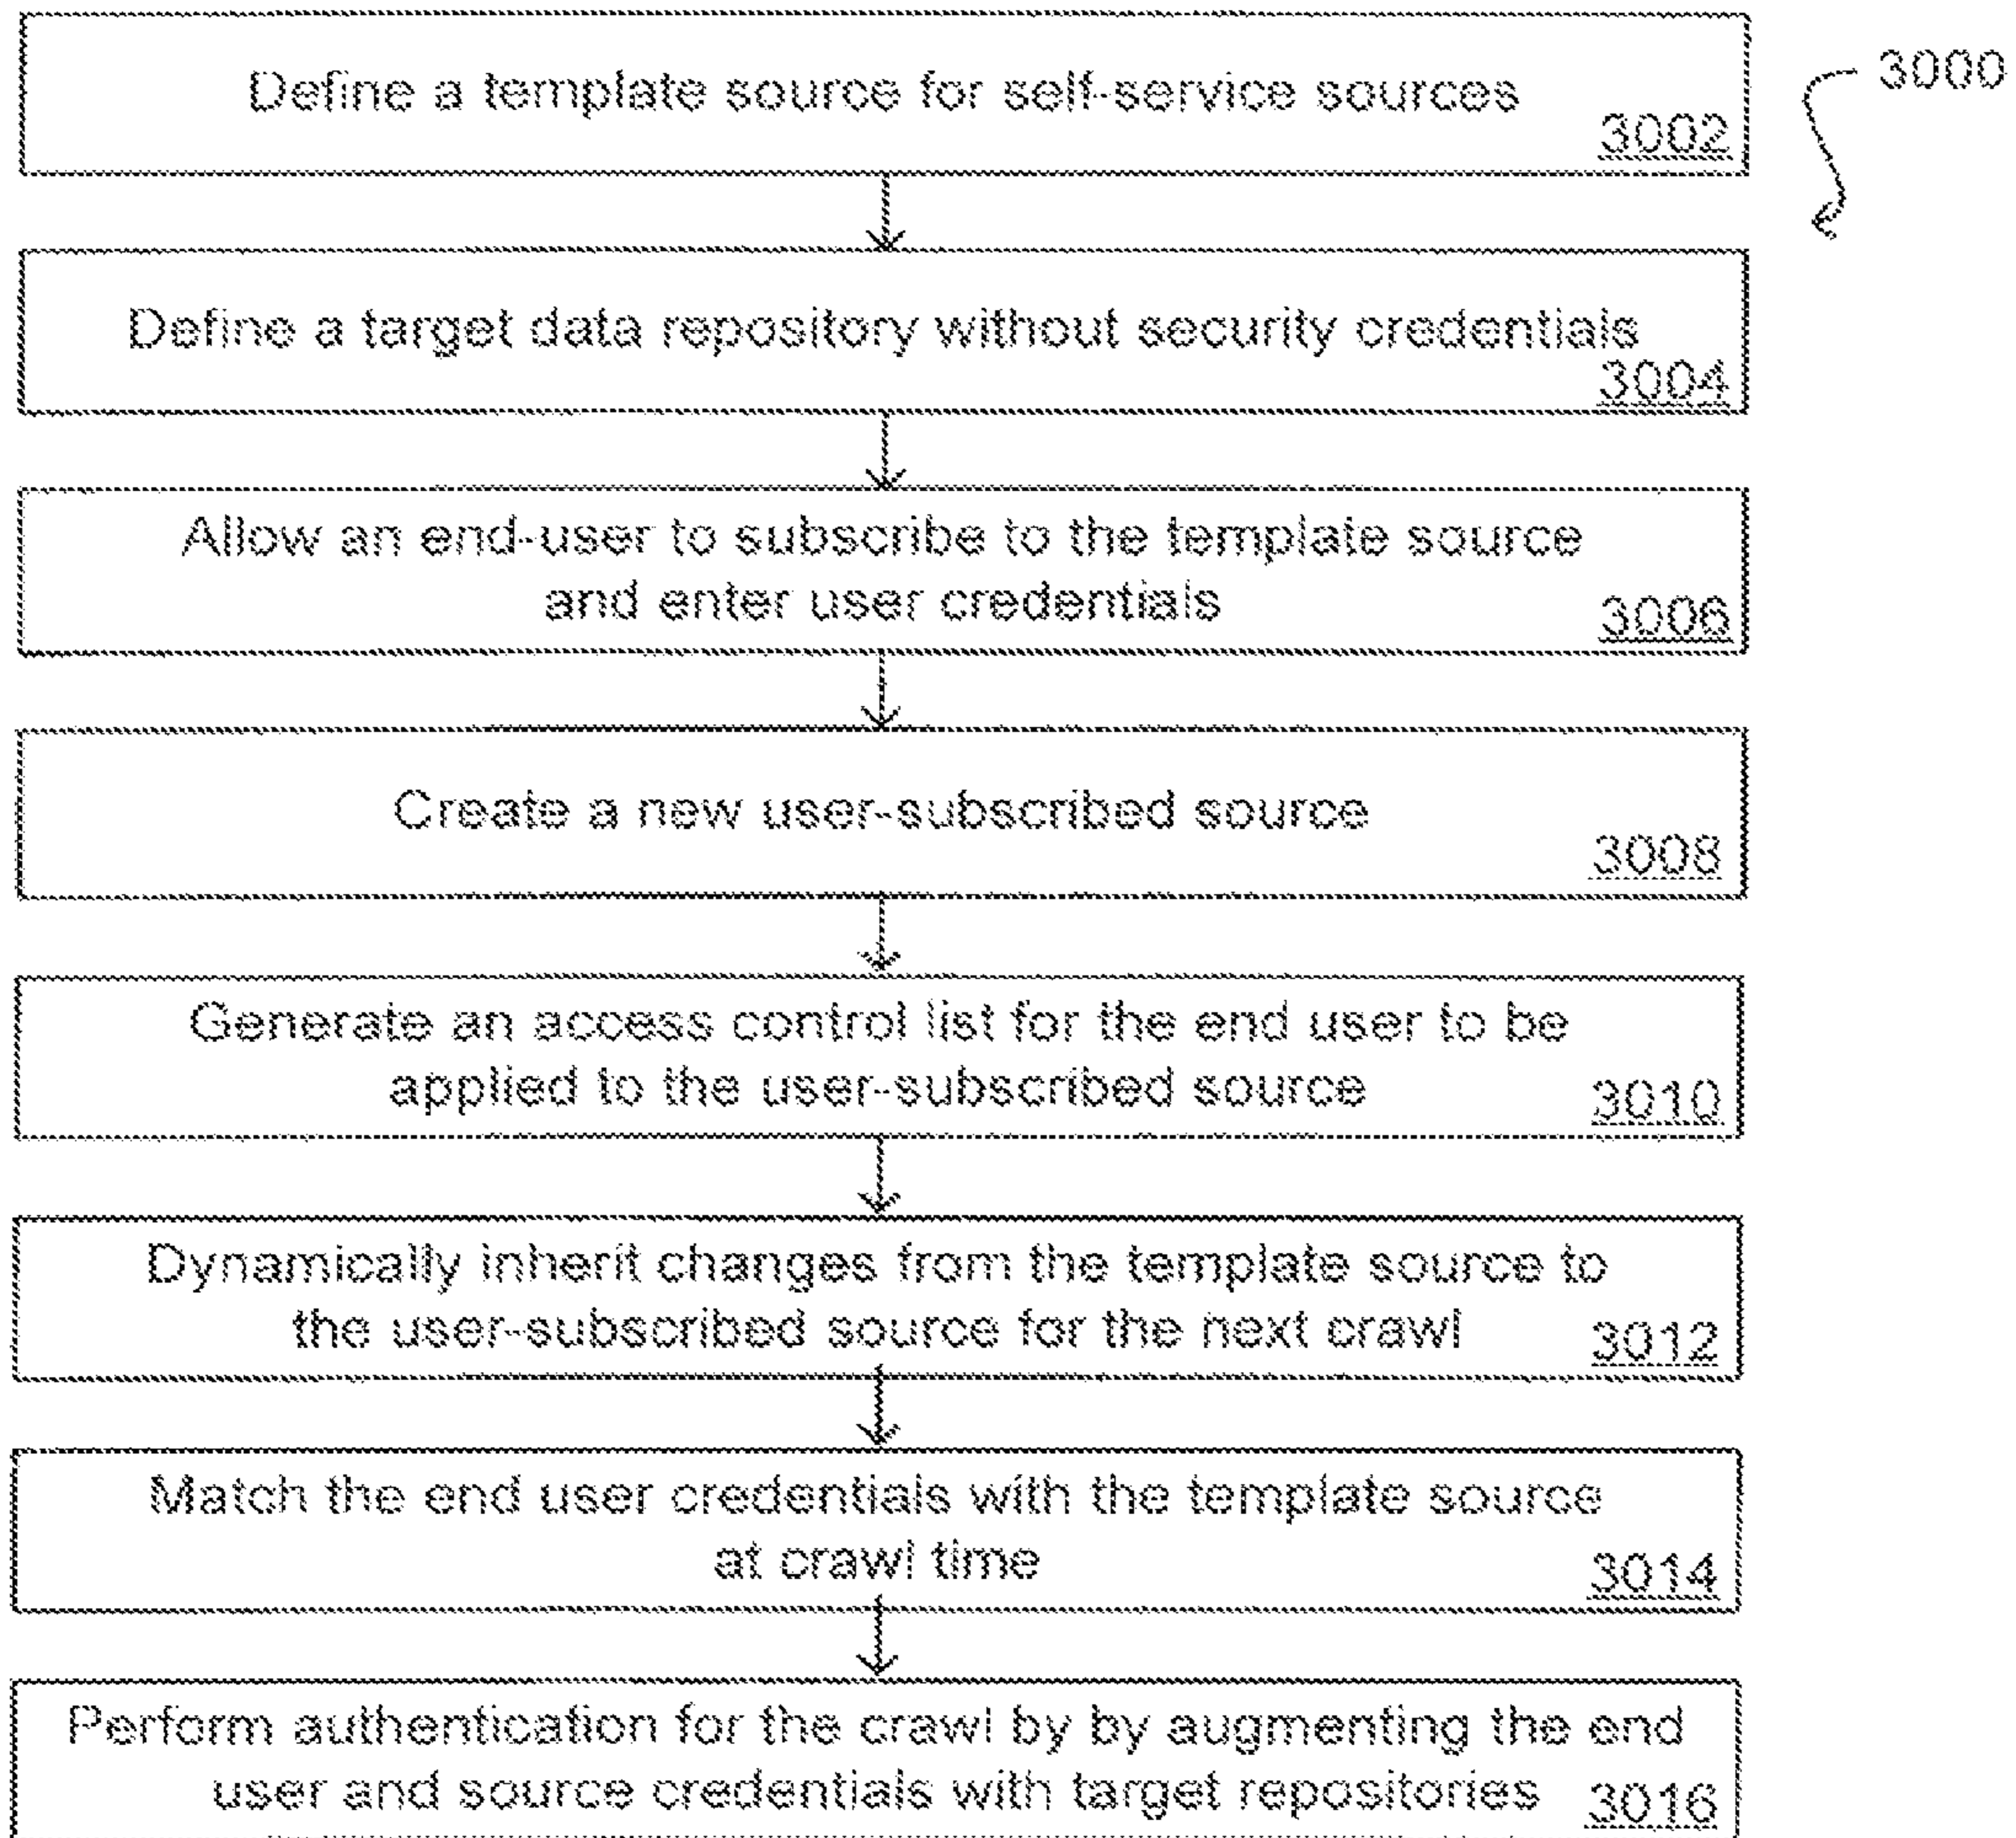 Define a template source for self-service sources
3002
3000
Define a target data repository without security credentials
3004
Allow an end-user to subscribe to the template source
and enter user credentials
3006
Create a new user-subscribed source
3008
Generate an access control list for the end user to be
applied to the user-subscribed source
3010
Dynamically inherit changes from the template source to
the user-subscribed source for the next crawl
3012
Match the end user credentials with the template source
at crawl time
3014
Perform authentication for the crawl by by augmenting the end
user and source credentials with target repositories
3016